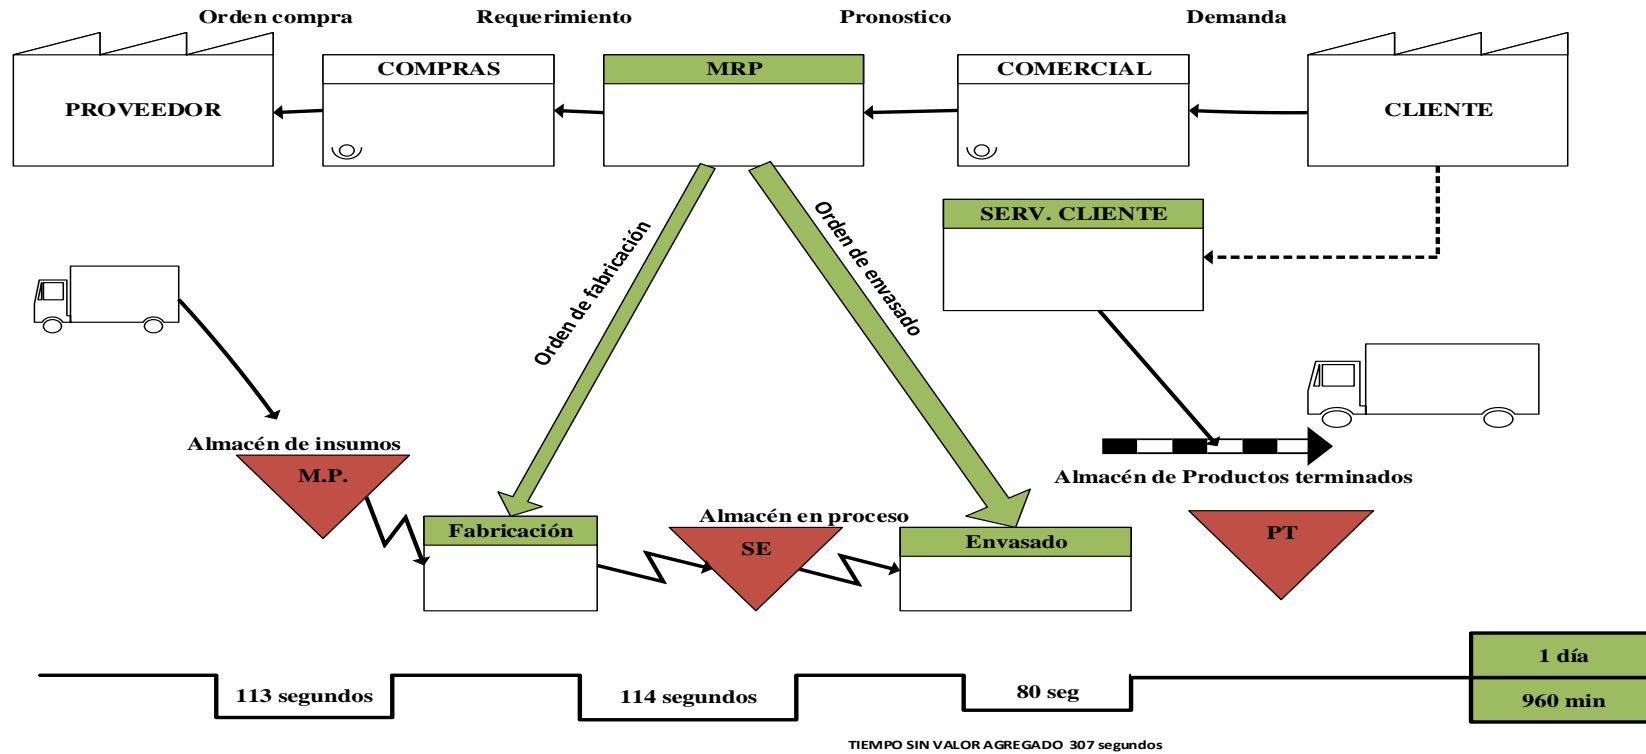 Orden compra
Requerimiento
Pronostico
Demanda
PROVEEDOR
COMPRAS
MRP
COMERCIAL
CLIENTE
SERV. CLIENTE
Orden de fabricación
Orden de envasado
Almacén de insumos
M.P.
Fabricación
Almacén en proceso
SE
Envasado
Almacén de Productos terminados
PT
113 segundos
114 segundos
80 seg
1 día
960 min
TIEMPO SIN VALOR AGREGADO 307 segundos